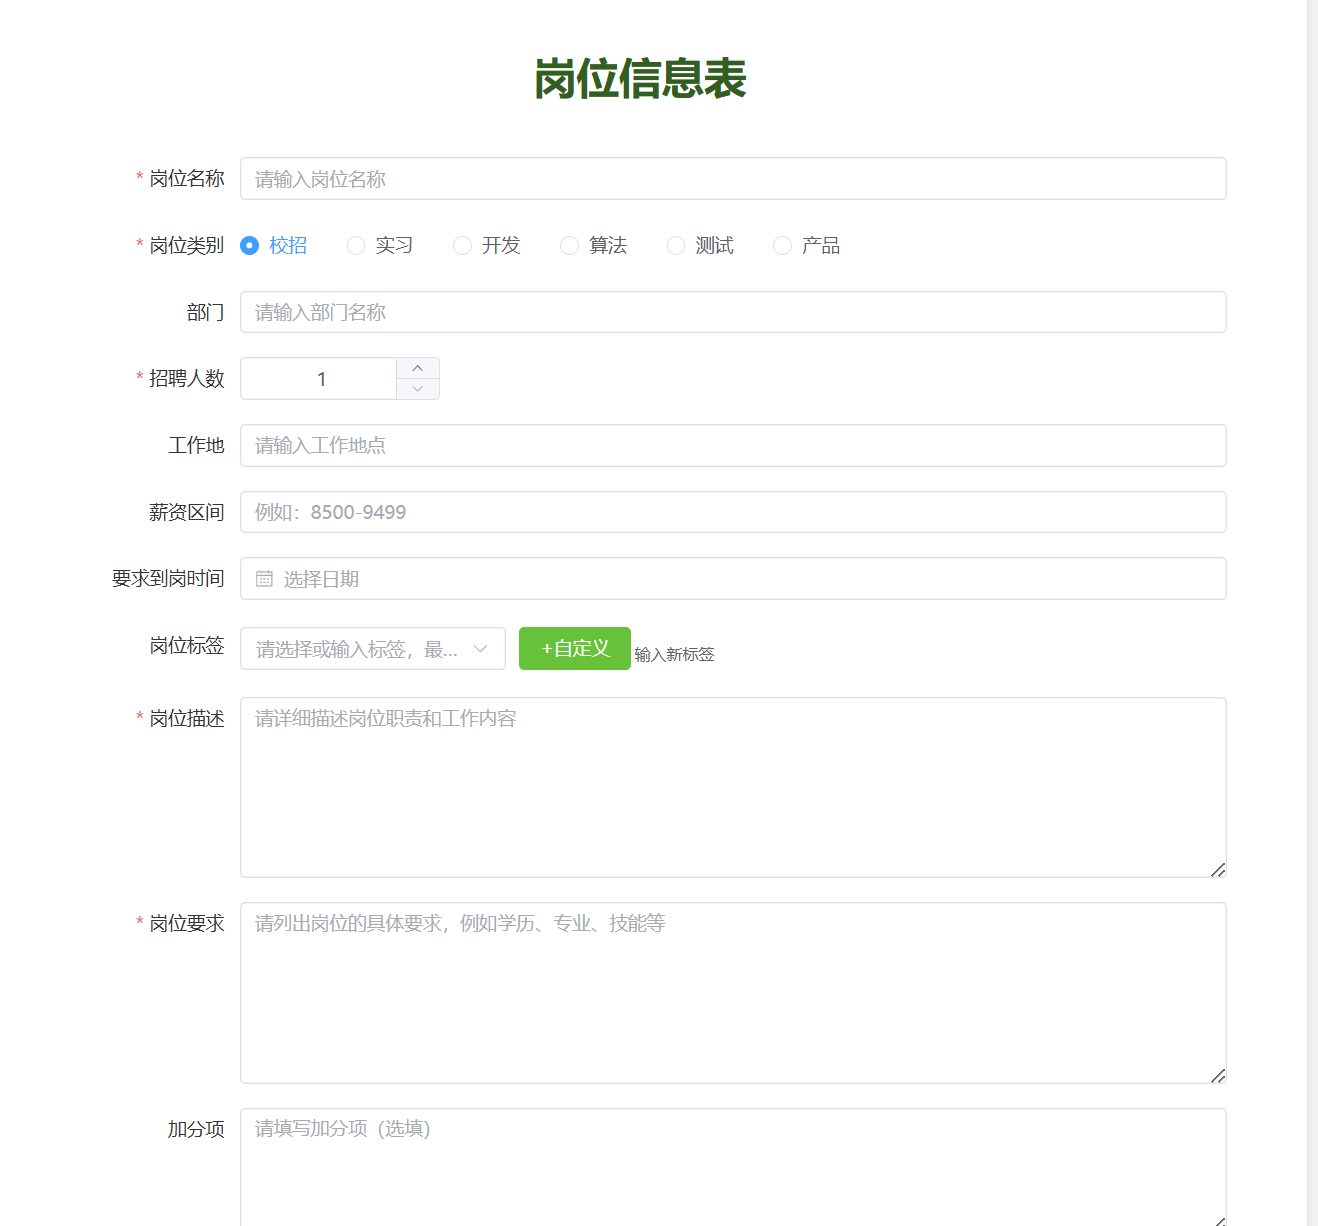 岗位信息表
* 岗位名称 请输入岗位名称
* 岗位类别 校招 实习 开发 算法 测试 产品
部门 请输入部门名称
* 招聘人数 1
工作地 请输入工作地点
薪资区间 例如：8500-9499
要求到岗时间 选择日期
岗位标签 请选择或输入标签，最... +自定义 输入新标签
* 岗位描述 请详细描述岗位职责和工作内容
* 岗位要求 请列出岗位的具体要求，例如学历、专业、技能等
加分项 请填写加分项（选填）